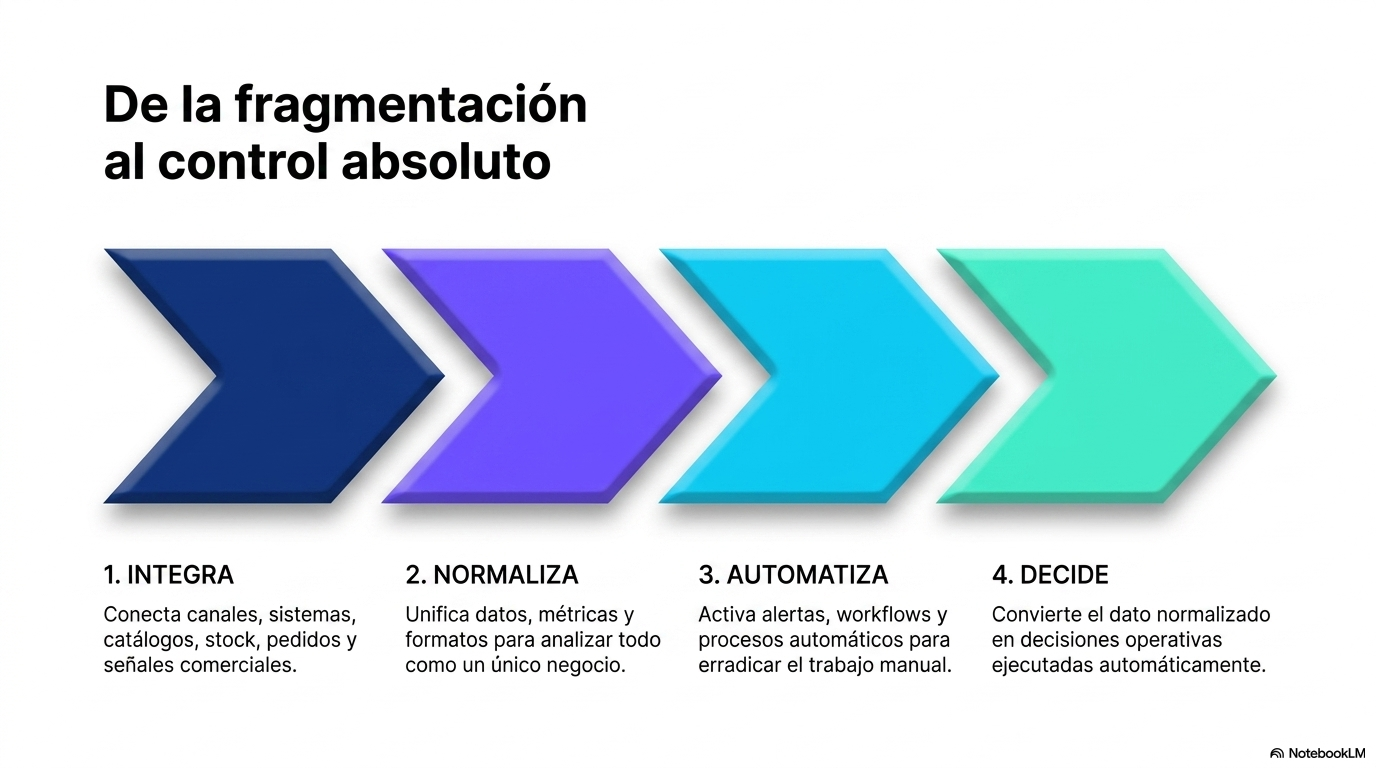 De la fragmentación
al control absoluto
1. INTEGRA
Conecta canales, sistemas,
catálogos, stock, pedidos y
señales comerciales.
2. NORMALIZA
Unifica datos, métricas y
formatos para analizar todo
como un único negocio.
3. AUTOMATIZA
Activa alertas, workflows y
procesos automáticos para
erradicar el trabajo manual.
4. DECIDE
Convierte el dato normalizado
en decisiones operativas
ejecutadas automáticamente.
NotebookLM